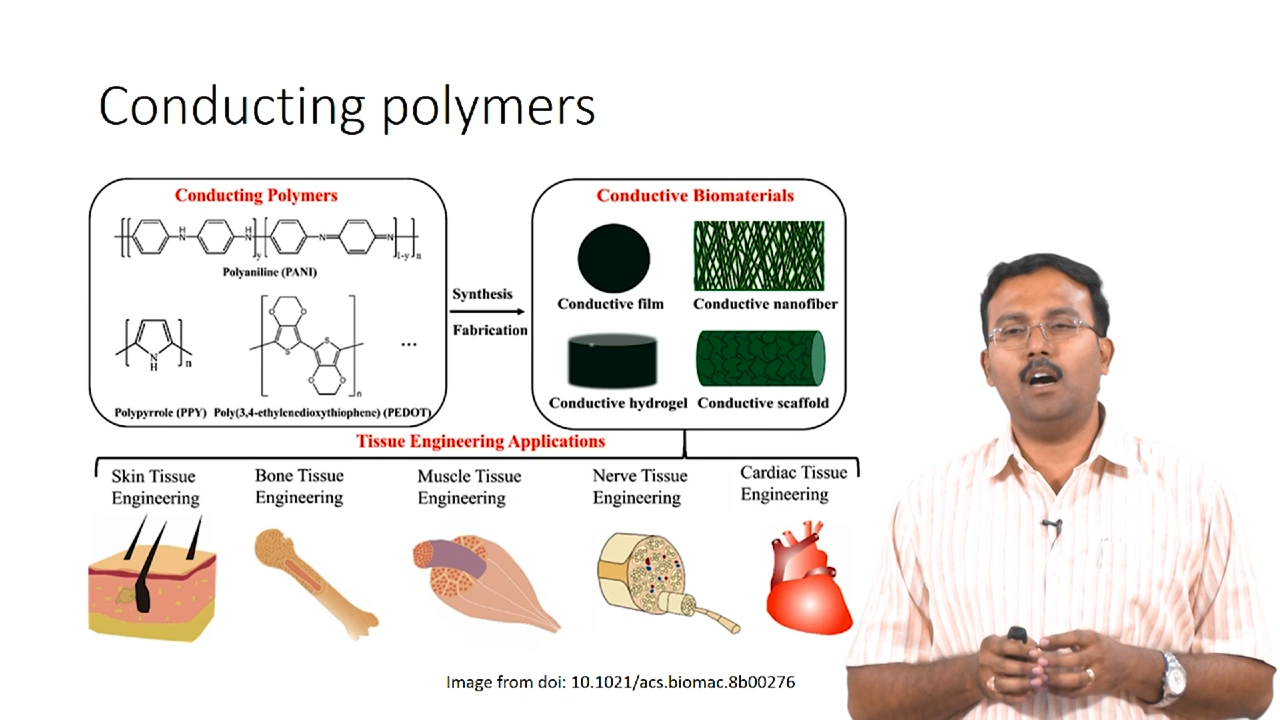 Conducting polymers
Conducting Polymers
H
H
N
N
N
N
y
1-y
n
Polyaniline (PANI)
N
H
n
O
O
S
S
O
O
n
...
Polypyrrole (PPY)
Poly(3,4-ethylenedioxythiophene) (PEDOT)
Synthesis
Fabrication
Conductive Biomaterials
Conductive film
Conductive nanofiber
Conductive hydrogel
Conductive scaffold
Tissue Engineering Applications
Skin Tissue
Engineering
Bone Tissue
Engineering
Muscle Tissue
Engineering
Nerve Tissue
Engineering
Cardiac Tissue
Engineering
Image from doi: 10.1021/acs.biomac.8b00276